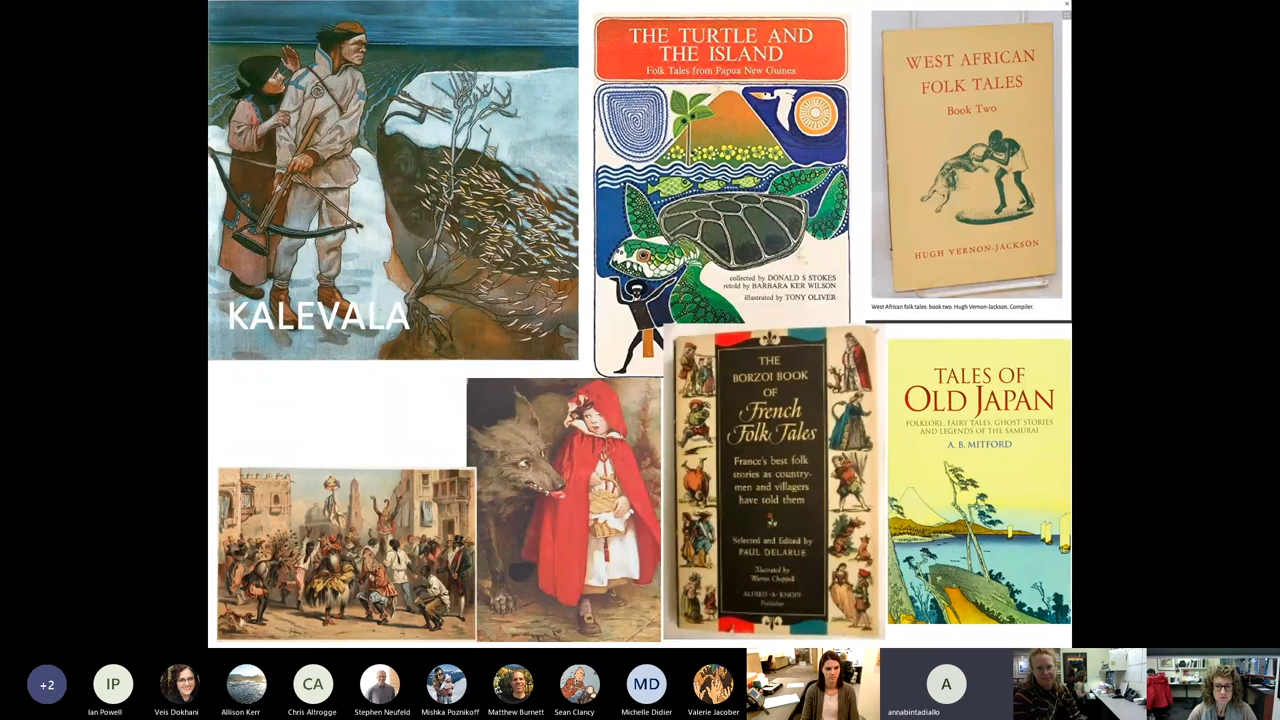 KALEVALA
THE TURTLE AND
THE ISLAND
Folk Tales from Papua New Guinea
collected by DONALD S STOKES
retold by BARBARA KER WILSON
illustrated by TONY OLIVER
WEST AFRICAN
FOLK TALES
Book Two
HUGH VERNON-JACKSON
West African folk tales: book two. Hugh Vernon-Jackson, Compiler.
THE
BORZOI BOOK
OF
French
Folk Tales
France's best folk
stories as country-
men and villagers
have told them
Selected and Edited by
PAUL DELARUE
Illustrated by
Warren Chappell
ALFRED · A · KNOPF
Publisher
TALES OF
OLD JAPAN
FOLKLORE, FAIRY TALES, GHOST STORIES
AND LEGENDS OF THE SAMURAI
A. B. MITFORD
+2
IP
CA
MD
A
Ian Powell
Veis Dokhani
Allison Kerr
Chris Altrogge
Stephen Neufeld
Mishka Poznikoff
Matthew Burnett
Sean Clancy
Michelle Didier
Valerie Jacober
annabintadiallo